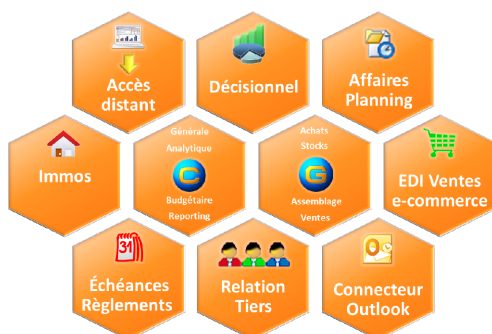 Accès
distant
Décisionnel
Affaires
Planning
Immos
Générale
Analytique
C
Budgétaire
Reporting
Achats
Stocks
G
Assemblage
Ventes
EDI Ventes
e-commerce
31
Échéances
Règlements
Relation
Tiers
O
Connecteur
Outlook